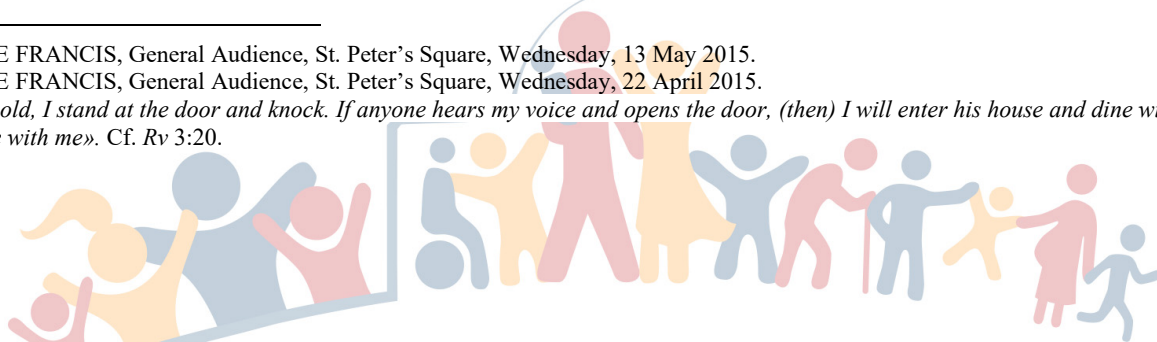 E FRANCIS, General Audience, St. Peter’s Square, Wednesday, 13 May 2015.
E FRANCIS, General Audience, St. Peter’s Square, Wednesday, 22 April 2015.
old, I stand at the door and knock. If anyone hears my voice and opens the door, (then) I will enter his house and dine w
with me». Cf. Rv 3:20.